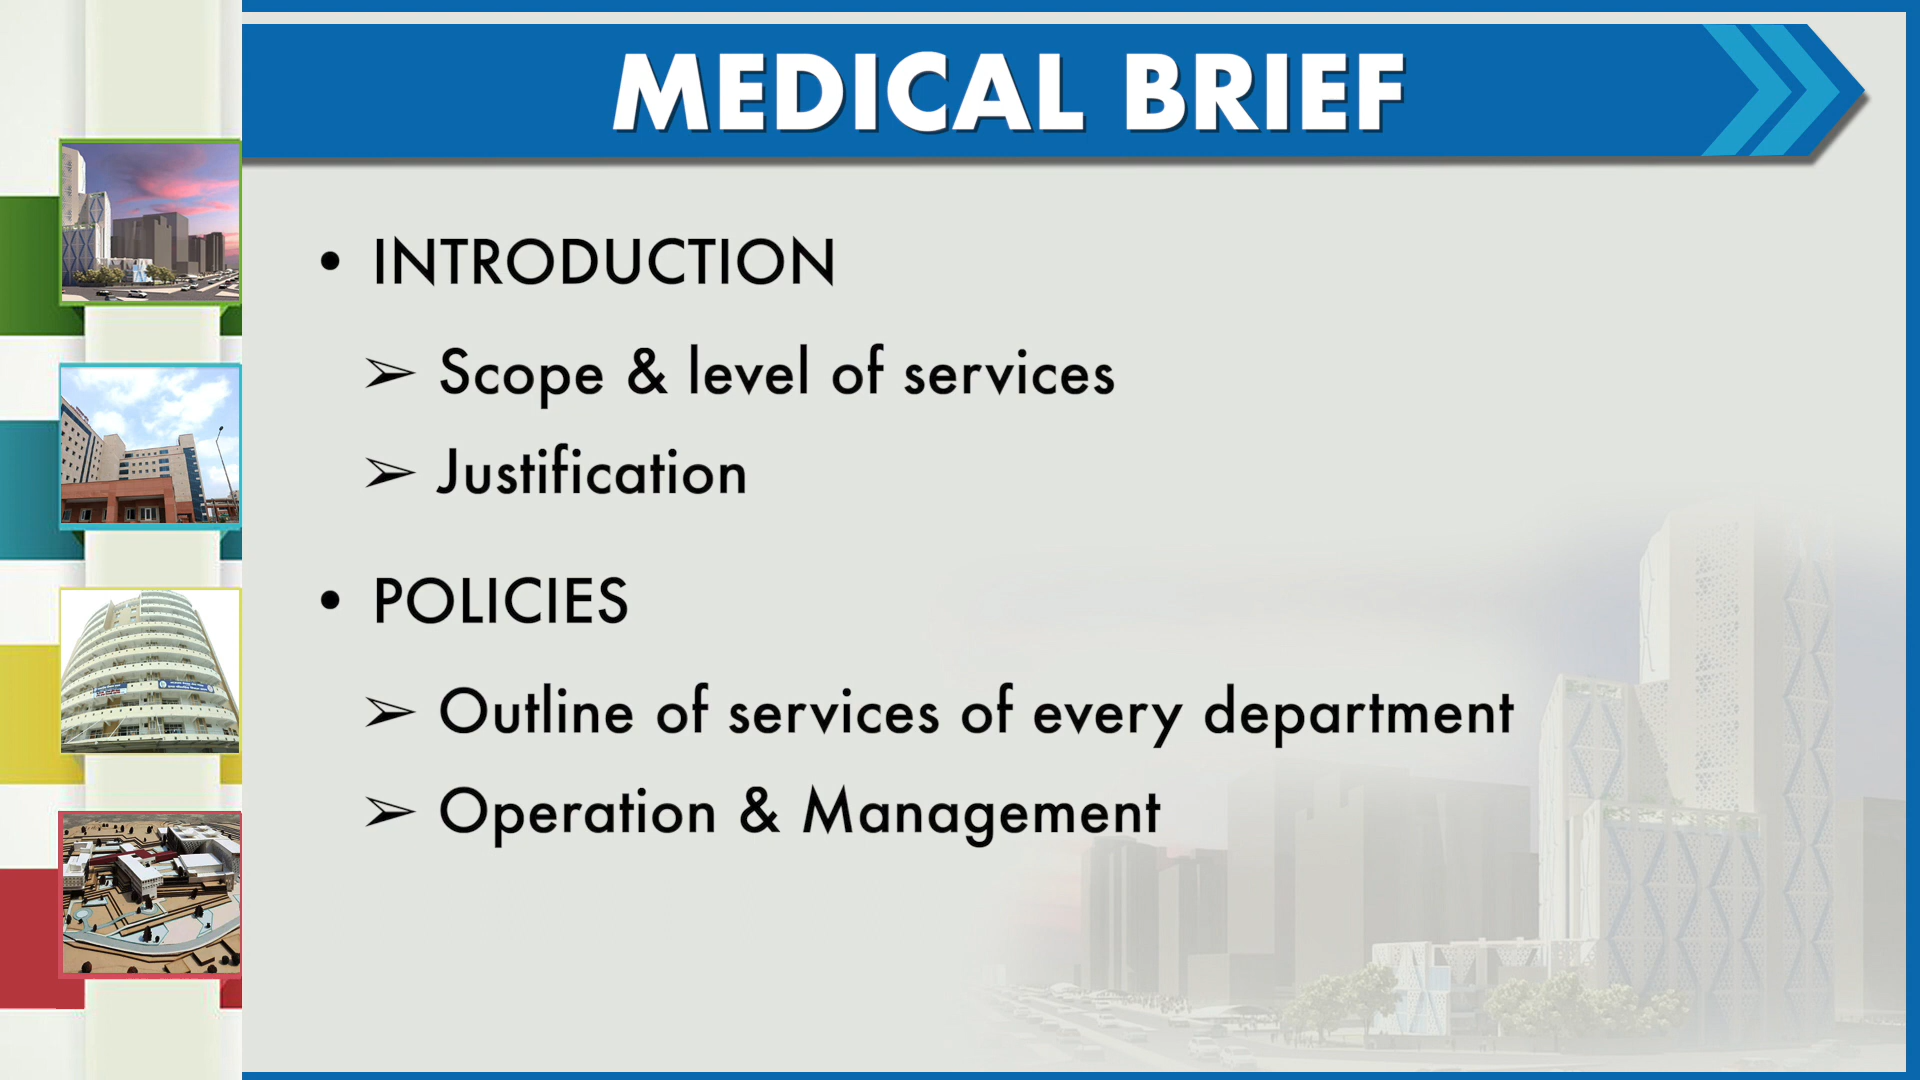 MEDICAL BRIEF
• INTRODUCTION
➢ Scope & level of services
➢ Justification
• POLICIES
➢ Outline of services of every department
➢ Operation & Management